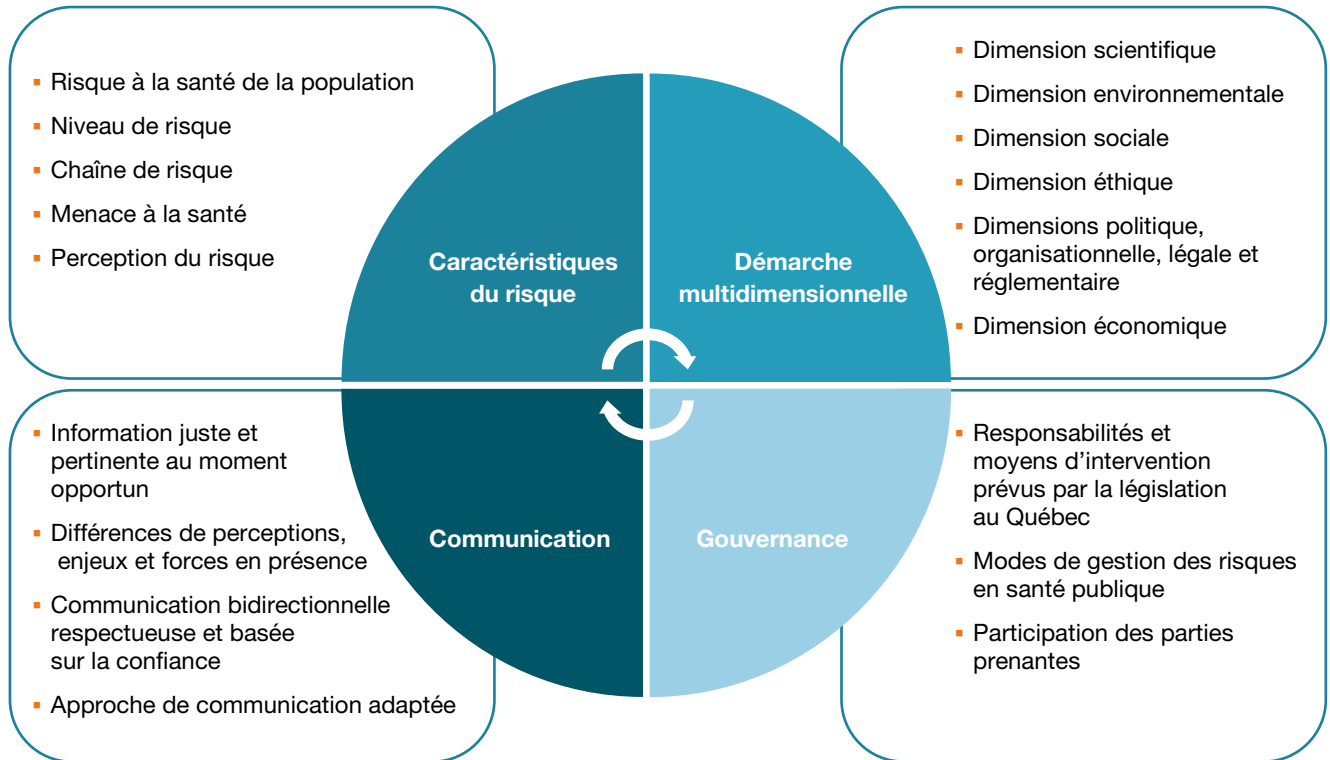 Risque à la santé de la population
Niveau de risque
Chaîne de risque
Menace à la santé
Perception du risque
Caractéristiques
du risque
Démarche
multidimensionnelle
Dimension scientifique
Dimension environnementale
Dimension sociale
Dimension éthique
Dimensions politique,
organisationnelle, légale et
réglementaire
Dimension économique
Information juste et
pertinente au moment
opportun
Différences de perceptions,
enjeux et forces en présence
Communication bidirectionnelle
respectueuse et basée
sur la confiance
Approche de communication adaptée
Communication
Gouvernance
Responsabilités et
moyens d’intervention
prévus par la législation
au Québec
Modes de gestion des risques
en santé publique
Participation des parties
prenantes